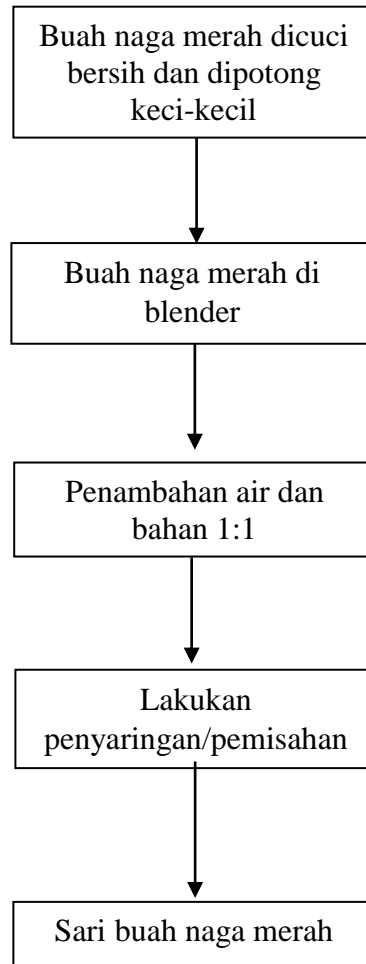 Buah naga merah dicuci
bersih dan dipotong
keci-kecil
Buah naga merah di
blender
Penambahan air dan
bahan 1:1
Lakukan
penyaringan/pemisahan
Sari buah naga merah